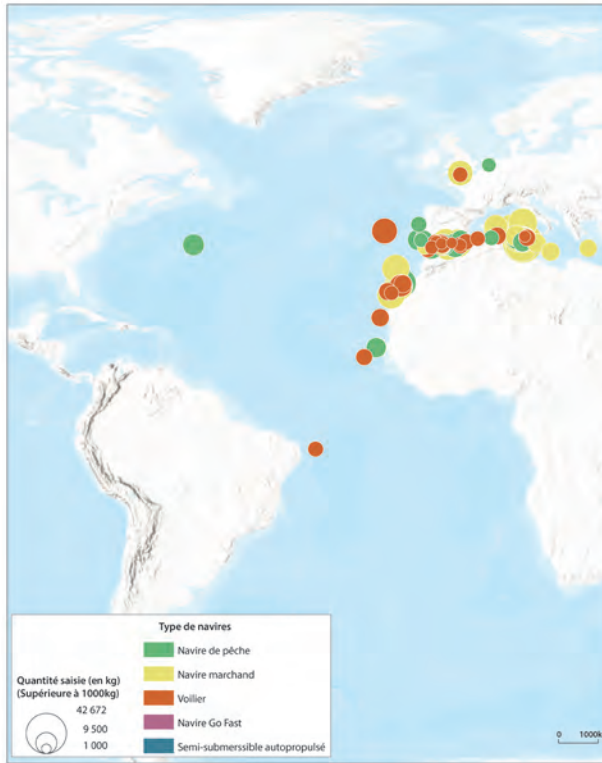 Type de navires
Navire de pêche
Navire marchand
Voilier
Navire Go Fast
Semi-submerssible autopropulsé
Quantité saisie (en kg)
(Supérieure à 1000kg)
42 672
9 500
1 000
0 1000k